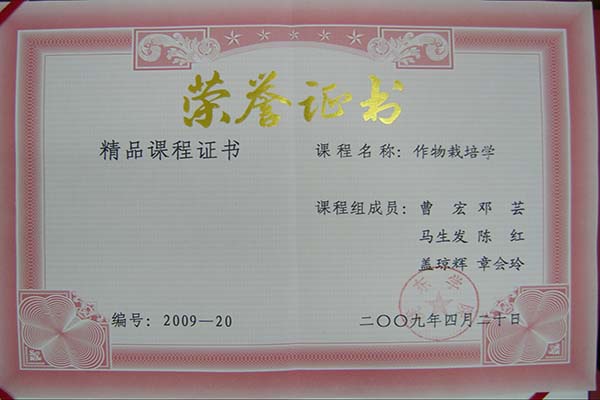 荣誉证书
精品课程证书
课程名称：作物栽培学
课程组成员：曹 宏 邓 芸
马生发 陈 红
盖琼辉 章会玲
编号：2009—20
二〇〇九年四月二十日